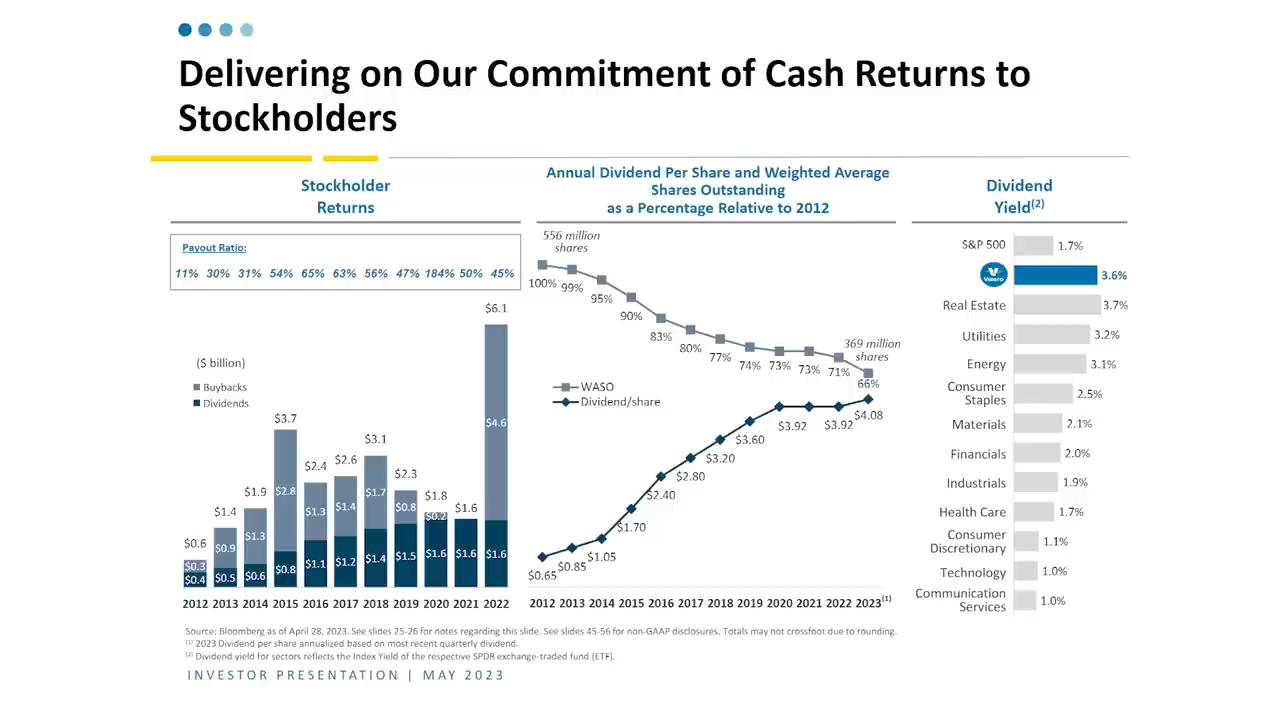 Delivering on Our Commitment of Cash Returns to
Stockholders
Stockholder
Returns
Payout Ratio:
11% 30% 31% 54% 65% 63% 56% 47% 184% 50% 45%
($ billion)
Buybacks
Dividends
$0.6 $1.4 $1.9 $3.7 $2.4 $2.6 $3.1 $2.3 $1.8 $1.6 $6.1
$0.3 $0.9 $1.3 $2.8 $1.3 $1.4 $1.7 $0.8 $0.2 $4.6
$0.4 $0.5 $0.6 $0.8 $1.1 $1.2 $1.4 $1.5 $1.6 $1.6 $1.6
2012 2013 2014 2015 2016 2017 2018 2019 2020 2021 2022
Annual Dividend Per Share and Weighted Average
Shares Outstanding
as a Percentage Relative to 2012
556 million
shares
100% 99% 95% 90% 83% 80% 77% 74% 73% 73% 71% 66%
369 million
shares
WASO
Dividend/share
$0.65 $0.85 $1.05 $1.70 $2.40 $2.80 $3.20 $3.60 $3.92 $3.92 $4.08
2012 2013 2014 2015 2016 2017 2018 2019 2020 2021 2022 2023(1)
Dividend
Yield(2)
S&P 500 1.7%
Valero 3.6%
Real Estate 3.7%
Utilities 3.2%
Energy 3.1%
Consumer
Staples 2.5%
Materials 2.1%
Financials 2.0%
Industrials 1.9%
Health Care 1.7%
Consumer
Discretionary 1.1%
Technology 1.0%
Communication
Services 1.0%
Source: Bloomberg as of April 28, 2023. See slides 25-26 for notes regarding this slide. See slides 45-56 for non-GAAP disclosures. Totals may not crossfoot due to rounding.
(1) 2023 Dividend per share annualized based on most recent quarterly dividend.
(2) Dividend yield for sectors reflects the Index Yield of the respective SPDR exchange-traded fund (ETF).
INVESTOR PRESENTATION | MAY 2023